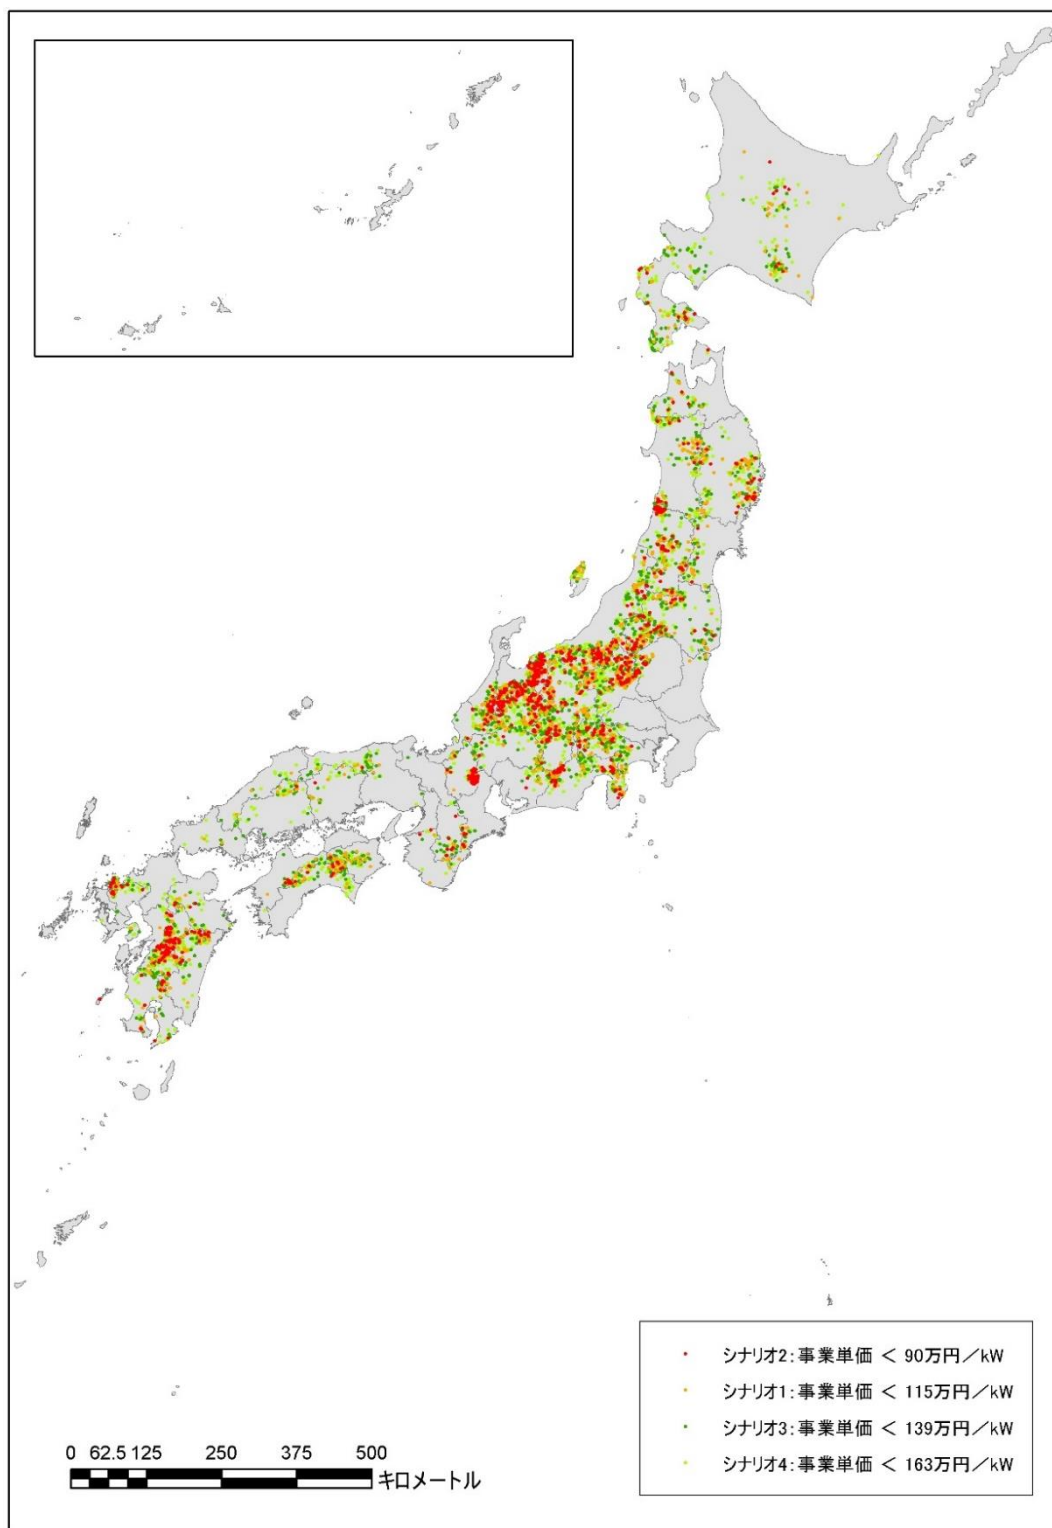 シナリオ2:事業単価 < 90万円/kW
シナリオ1:事業単価 < 115万円/kW
シナリオ3:事業単価 < 139万円/kW
シナリオ4:事業単価 < 163万円/kW
0 62.5 125 250 375 500
キロメートル